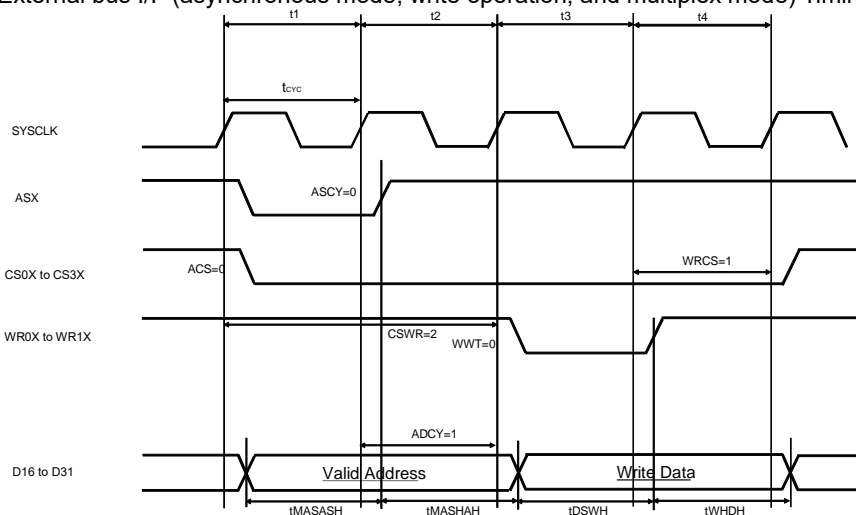 External bus I/F (asynchronous mode, write operation, and multiplex mode) Timin
t1 t2 t3 t4
tCYC
SYSCLK
ASX
ASCY=0
CS0X to CS3X
ACS=0
WRCS=1
WR0X to WR1X
CSWR=2
WWT=0
ADCY=1
D16 to D31
Valid Address
Write Data
tMASASH tMASHAH tDSWH tWHDH